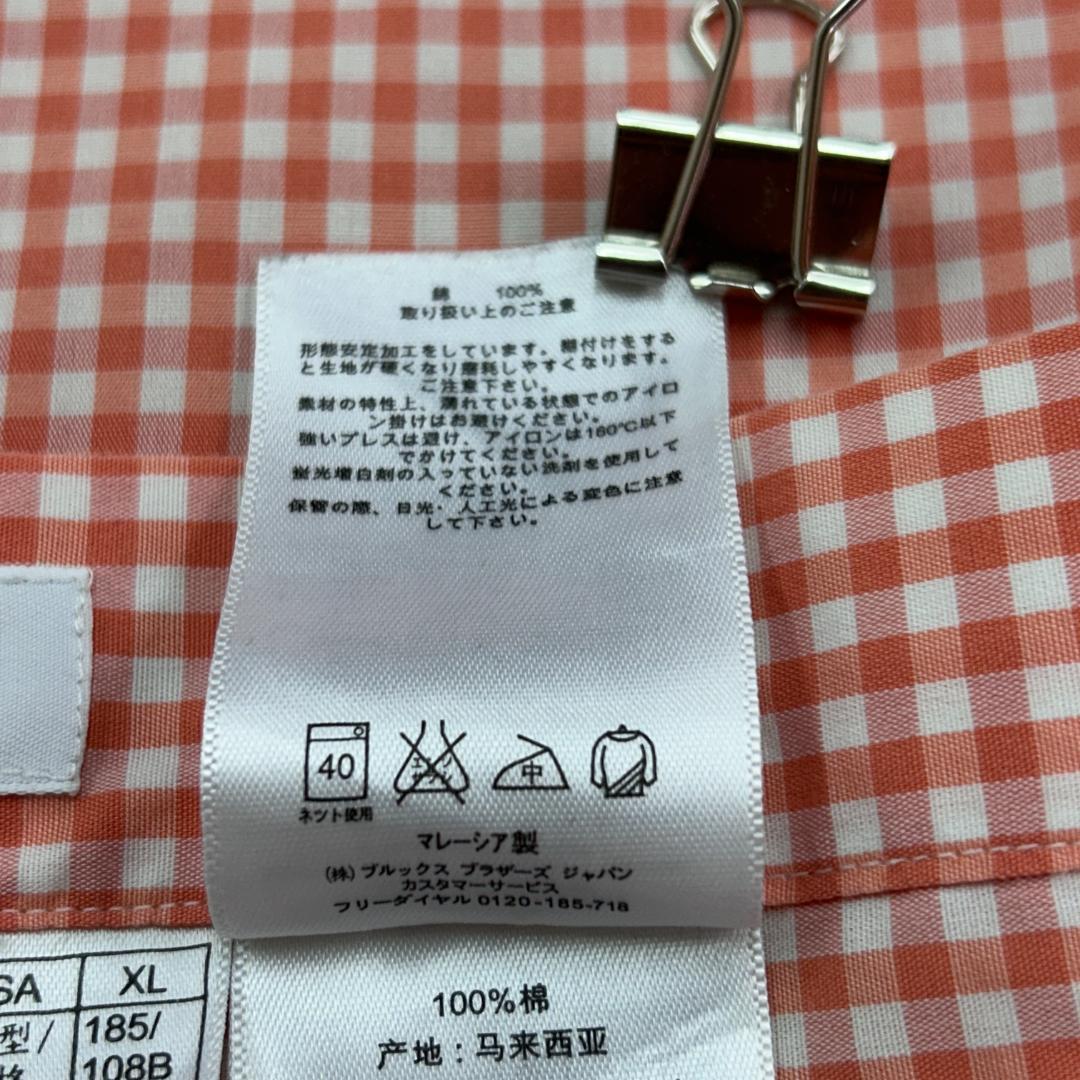 綿 100%
取り扱い上のご注意
形態安定加工をしています。糊付けをする
と生地が硬くなり磨耗しやすくなります。
ご注意下さい。
素材の特性上、濡れている状態でのアイロ
ン掛けはお避けください。
強いプレスは避け、アイロンは160℃以下
でかけてください。
蛍光増白剤の入っていない洗剤を使用して
ください。
保管の際、日光・人工光による変色に注意
して下さい。
40
エンソ
サラシ
中
ネツト使用
マレーシア製
(株) ブルックス ブラザーズ ジャパン
カスタマーサービス
フリーダイヤル 0120-185-718
SA XL
型/ 185/
格 108B
100%棉
产地：马来西亚